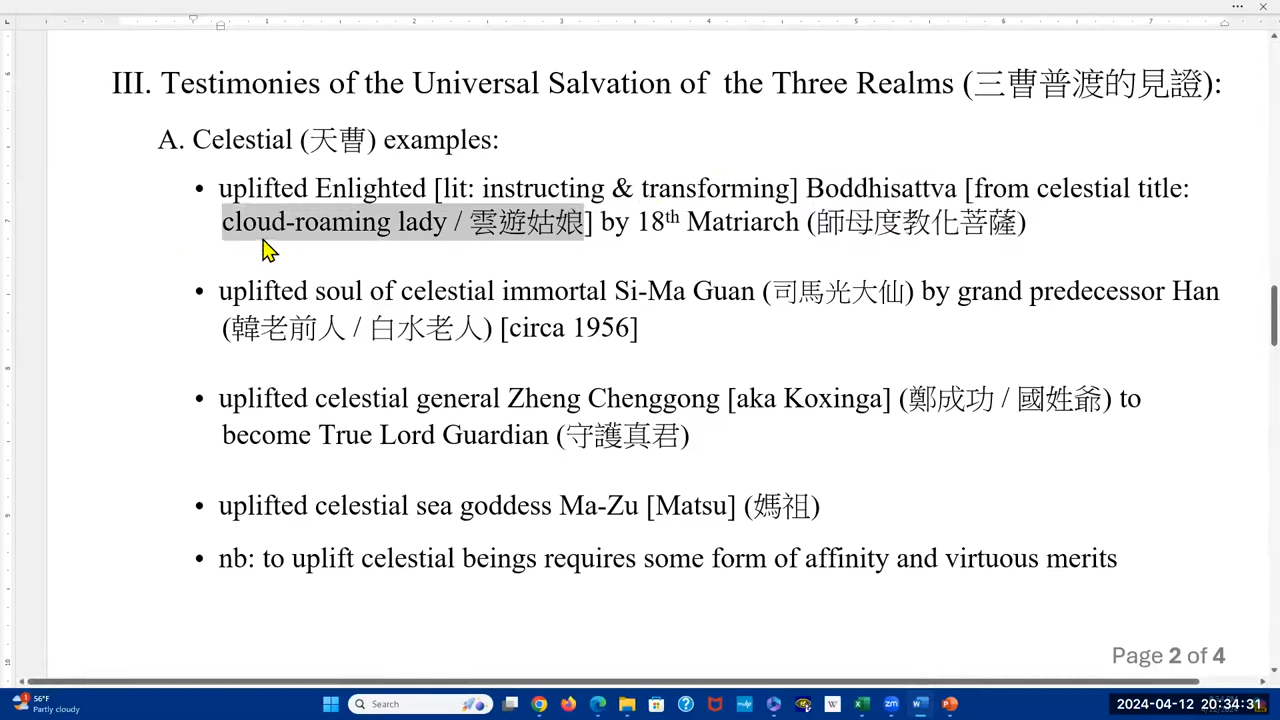 III. Testimonies of the Universal Salvation of the Three Realms (三曹普渡的見證):
A. Celestial (天曹) examples:
• uplifted Enlighted [lit: instructing & transforming] Boddhisattva [from celestial title:
cloud-roaming lady / 雲遊姑娘] by 18th Matriarch (師母度教化菩薩)
• uplifted soul of celestial immortal Si-Ma Guan (司馬光大仙) by grand predecessor Han
(韓老前人 / 白水老人) [circa 1956]
• uplifted celestial general Zheng Chenggong [aka Koxinga] (鄭成功 / 國姓爺) to
become True Lord Guardian (守護真君)
• uplifted celestial sea goddess Ma-Zu [Matsu] (媽祖)
• nb: to uplift celestial beings requires some form of affinity and virtuous merits
Page 2 of 4
56°F
Partly cloudy
Search
2024-04-12 20:34:31